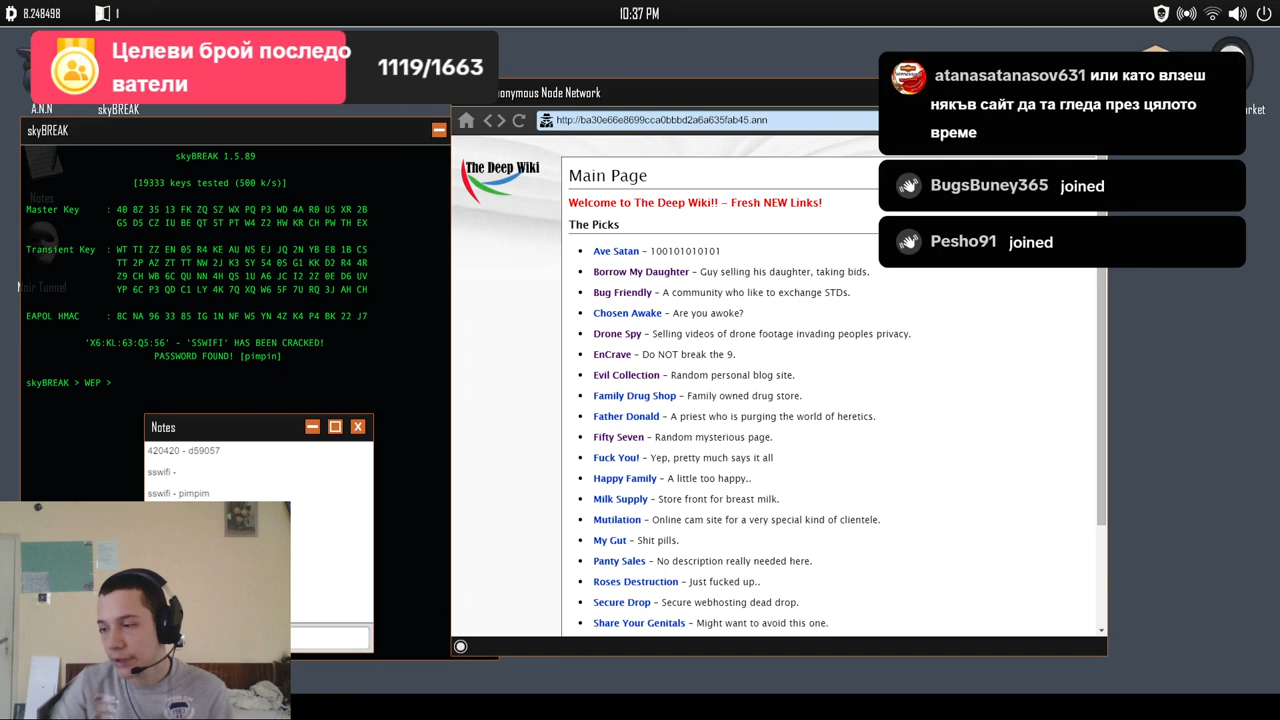 8.248498
1
10:37 PM
Целеви брой последо
ватели
1119/1663
A.N.N
skyBREAK
nonymous Node Network
skyBREAK
http://ba30e66e8699cca0bbbd2a6a635fab45.ann
atanasatanasov631 или като влзеш
някъв сайт да та гледа през цялото
време
BugsBuney365 joined
Pesho91 joined
skyBREAK 1.5.89
[19333 keys tested (500 k/s)]
Master Key : 40 8Z 35 13 FK ZQ SZ WX PQ P3 WD 4A R0 US XR 2B
GS D5 CZ IU BE QT 5T PT W4 Z2 HW KR CH PW TH EX
Transient Key : WT TI ZZ EN 05 R4 KE AU NS EJ JQ 2N YB E8 1B CS
TT 2P AZ ZT TT NW 2J K3 SY 54 0S G1 KK D2 R4 4R
Z9 CH WB 6C QU NN 4H QS 1U A6 JC I2 2Z 0E D6 UV
YP 6C P3 QD C1 LY 4K 7Q XQ W6 5F 7U RQ 3J AH CH
EAPOL HMAC : 8C NA 96 33 85 IG 1N NF W5 YN 4Z K4 P4 BK 22 J7
'X6:KL:63:Q5:56' - 'SSWIFI' HAS BEEN CRACKED!
PASSWORD FOUND! [pimpin]
skyBREAK > WEP >
Notes
Notes
420420 - d59057
sswifi -
sswifi - pimpim
The Deep Wiki
Main Page
Welcome to The Deep Wiki!! – Fresh NEW Links!
The Picks
Ave Satan – 100101010101
Borrow My Daughter – Guy selling his daughter, taking bids.
Bug Friendly – A community who like to exchange STDs.
Chosen Awake – Are you awoke?
Drone Spy – Selling videos of drone footage invading peoples privacy.
EnCrave – Do NOT break the 9.
Evil Collection – Random personal blog site.
Family Drug Shop – Family owned drug store.
Father Donald – A priest who is purging the world of heretics.
Fifty Seven – Random mysterious page.
Fuck You! – Yep, pretty much says it all
Happy Family – A little too happy..
Milk Supply – Store front for breast milk.
Mutilation – Online cam site for a very special kind of clientele.
My Gut – Shit pills.
Panty Sales – No description really needed here.
Roses Destruction – Just fucked up..
Secure Drop – Secure webhosting dead drop.
Share Your Genitals – Might want to avoid this one.